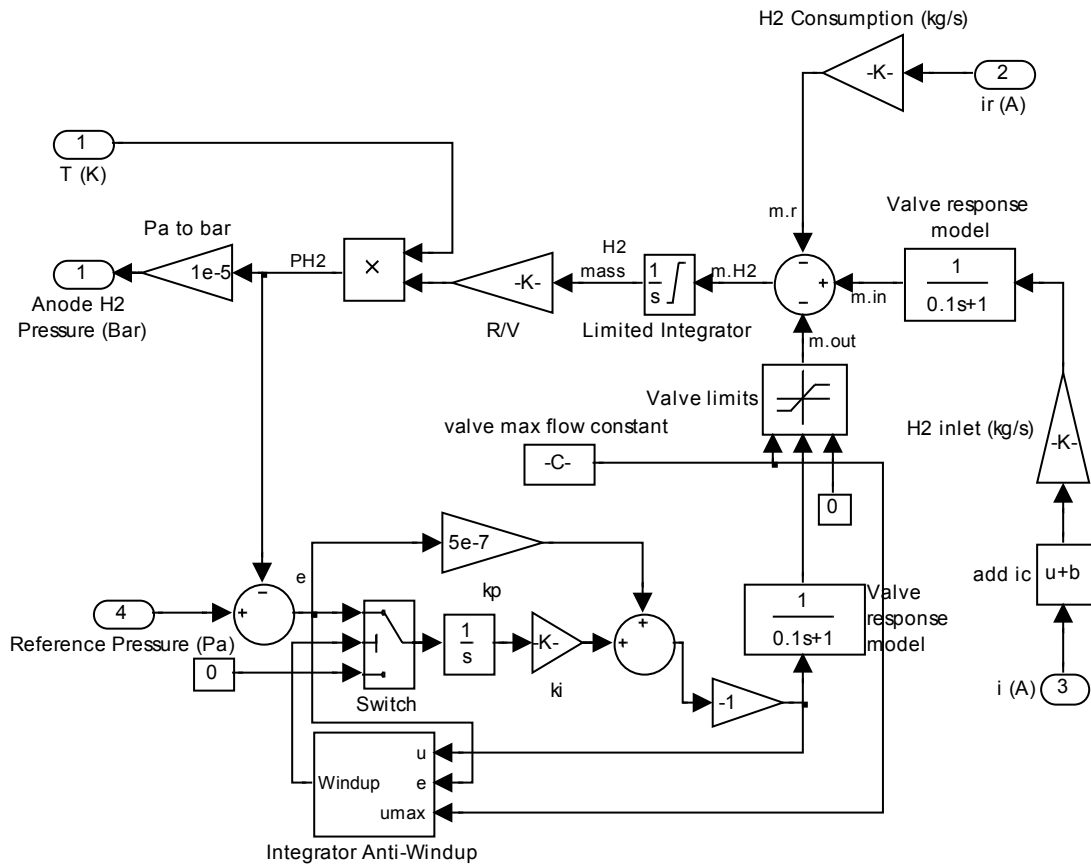 H2 Consumption (kg/s)
-K-
2
ir (A)
1
T (K)
m.r
Valve response
model
Pa to bar
1e-5
1
Anode H2
Pressure (Bar)
PH2
×
-K-
R/V
H2
mass
1
s
Limited Integrator
m.H2
−
+
−
m.in
1
0.1s+1
m.out
Valve limits
valve max flow constant
-C-
0
H2 inlet (kg/s)
-K-
add ic
u+b
3
i (A)
5e-7
kp
e
−
+
4
Reference Pressure (Pa)
0
Switch
1
s
-K-
ki
+
+
-1
1
0.1s+1
Valve
response
model
Windup
u
e
umax
Integrator Anti-Windup